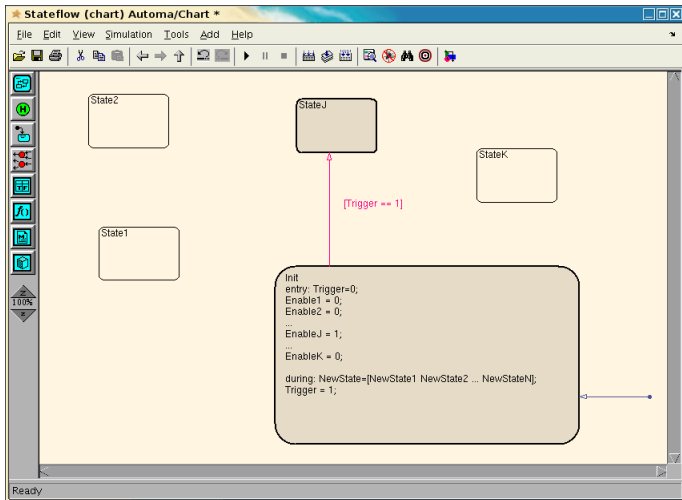 Stateflow (chart) Automa/Chart *
File Edit View Simulation Tools Add Help
State2
StateJ
StateK
[Trigger == 1]
State1
Init
entry: Trigger=0;
Enable1 = 0;
Enable2 = 0;
...
EnableJ = 1;
...
EnableK = 0;
during: NewState=[NewState1 NewState2 ... NewStateN];
Trigger = 1;
H
f()
M
Z
100%
Ready